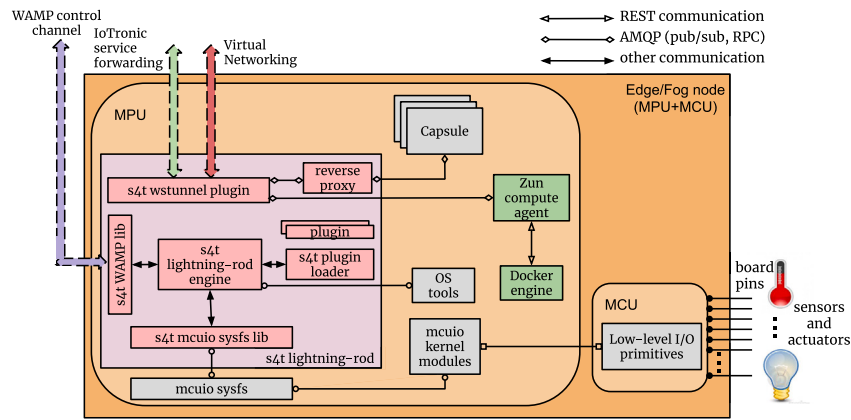 WAMP control
channel
IoTronic
service
forwarding
Virtual
Networking
REST communication
AMQP (pub/sub, RPC)
other communication
Edge/Fog node
(MPU+MCU)
MPU
Capsule
reverse
proxy
s4t wstunnel plugin
Zun
compute
agent
s4t WAMP lib
plugin
s4t
lightning-rod
engine
s4t plugin
loader
OS
tools
Docker
engine
board
pins
MCU
sensors
and
actuators
s4t mcuio sysfs lib
mcuio
kernel
modules
Low-level I/O
primitives
s4t lightning-rod
mcuio sysfs